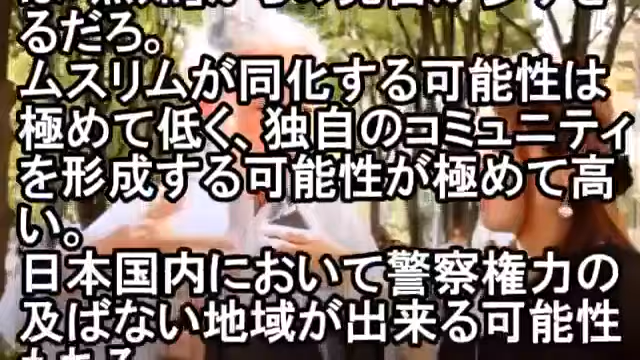 るだろ。
ムスリムが同化する可能性は
極めて低く、独自のコミュニティ
を形成する可能性が極めて高
い。
日本国内において警察権力の
及ばない地域が出来る可能性